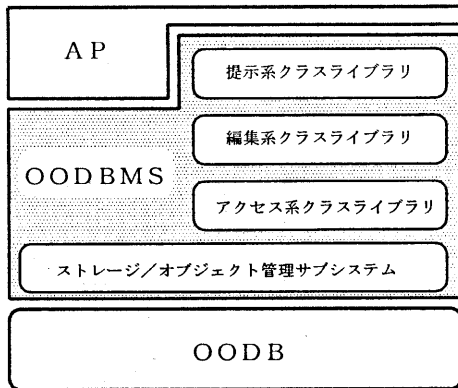 AP
提示系クラスライブラリ
編集系クラスライブラリ
OODBMS
アクセス系クラスライブラリ
ストレージ／オブジェクト管理サブシステム
OODB